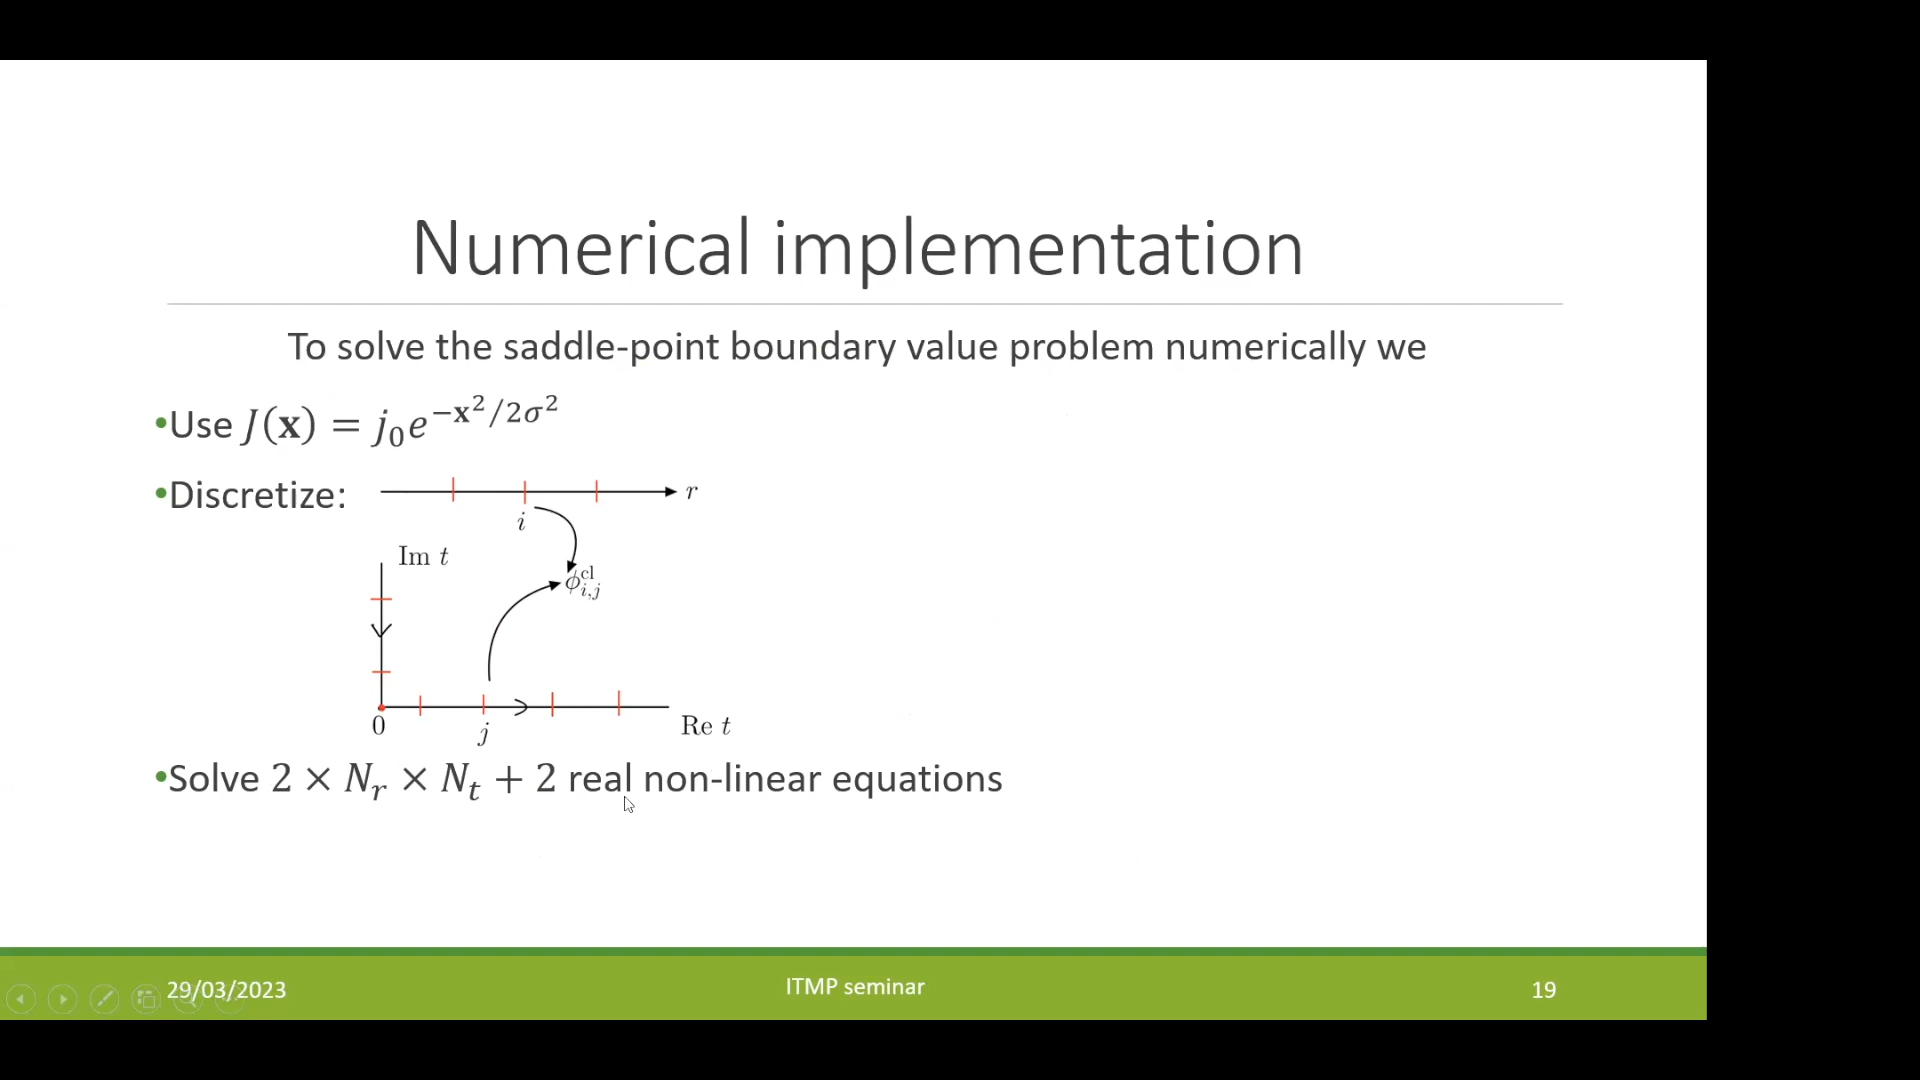 Numerical implementation
To solve the saddle-point boundary value problem numerically we
•Use J(𝐱) = j₀e^{−𝐱²/2σ²}
•Discretize:
r
i
Im t
ϕ^{cl}_{i,j}
0
j
Re t
•Solve 2 × N_r × N_t + 2 real non-linear equations
29/03/2023
ITMP seminar
19